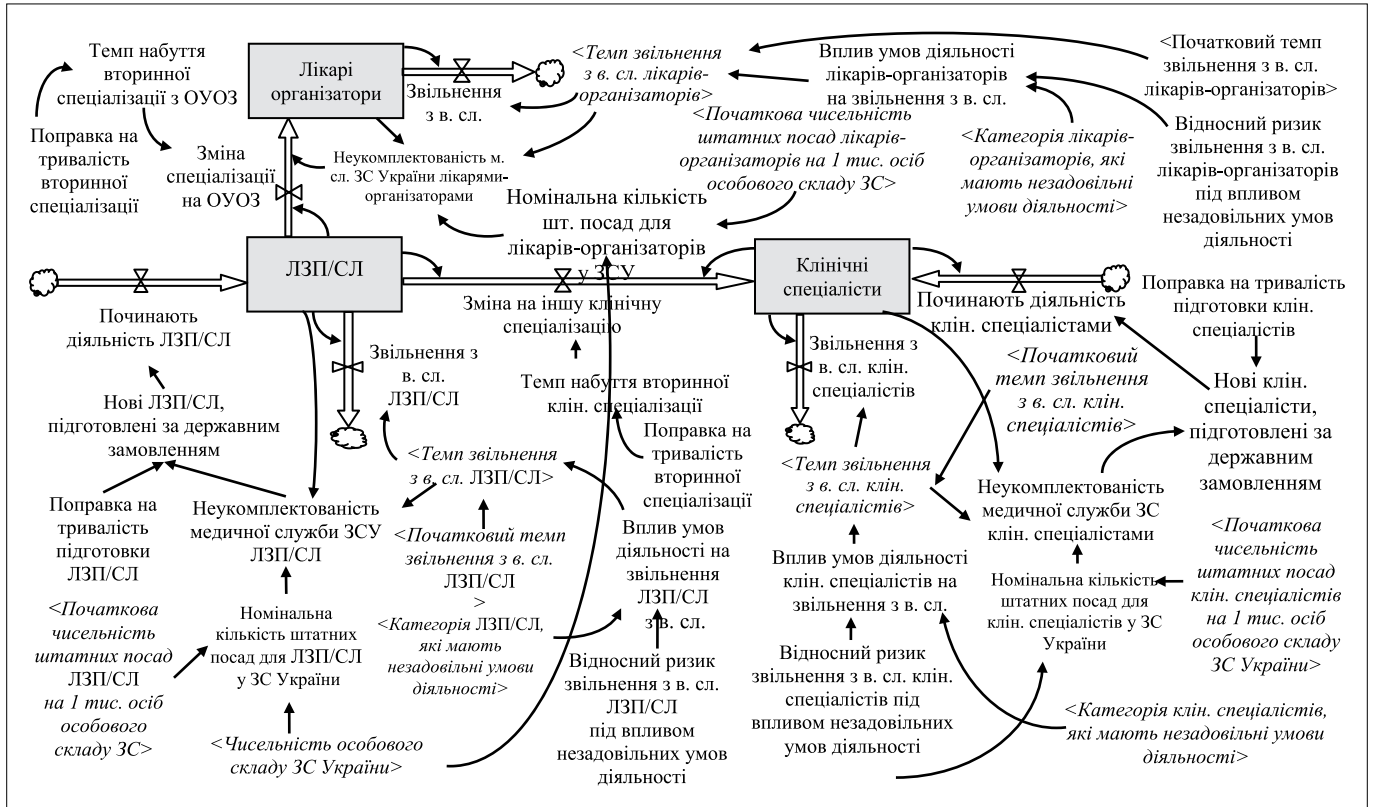 Темп набуття
вторинної
спеціалізації з ОУОЗ
Поправка на
тривалість
вторинної
спеціалізації
Зміна
спеціалізації
на ОУОЗ
Лікарі
організатори
Звільнення
з в. сл.
<Темп звільнення
з в. сл. лікарів-
організаторів>
Вплив умов діяльності
лікарів-організаторів
на звільнення з в. сл.
<Початковий темп
звільнення з в. сл.
лікарів-організаторів>
Неукомплектованість м.
сл. ЗС України лікарями-
організаторами
<Початкова чисельність
штатних посад лікарів-
організаторів на 1 тис. осіб
особового складу ЗС>
<Категорія лікарів-
організаторів, які
мають незадовільні
умови діяльності>
Відносний ризик
звільнення з в. сл.
лікарів-організаторів
під впливом
незадовільних умов
діяльності
Номінальна кількість
шт. посад для
лікарів-організаторів
у ЗСУ
ЛЗП/СЛ
Клінічні
спеціалісти
Зміна на іншу клінічну
спеціалізацію
Починають діяльність
клін. спеціалістами
Поправка на тривалість
підготовки клін.
спеціалістів
Починають
діяльність ЛЗП/СЛ
Звільнення з
в. сл.
ЛЗП/СЛ
Звільнення з
в. сл. клін.
спеціалістів
<Початковий
темп звільнення
з в. сл. клін.
спеціалістів>
Нові клін.
спеціалісти,
підготовлені за
державним
замовленням
Темп набуття вторинної
клін. спеціалізації
Нові ЛЗП/СЛ,
підготовлені за державним
замовленням
Поправка на
тривалість
вторинної
спеціалізації
<Темп звільнення
з в. сл. ЛЗП/СЛ>
<Темп звільнення
з в. сл. клін.
спеціалістів>
Поправка на
тривалість
підготовки
ЛЗП/СЛ
Неукомплектованість
медичної служби ЗСУ
ЛЗП/СЛ
Неукомплектованість
медичної служби ЗС
клін. спеціалістами
<Початковий темп
звільнення з в. сл.
ЛЗП/СЛ
>
Вплив умов
діяльності на
звільнення
ЛЗП/СЛ
з в. сл.
Вплив умов діяльності
клін. спеціалістів на
звільнення з в. сл.
Номінальна кількість
штатних посад для
клін. спеціалістів у ЗС
України
<Початкова
чисельність
штатних посад
клін. спеціалістів
на 1 тис. осіб
особового складу
ЗС України>
<Початкова
чисельність
штатних посад
ЛЗП/СЛ
на 1 тис. осіб
особового
складу ЗС>
Номінальна
кількість штатних
посад для ЛЗП/СЛ
у ЗС України
<Категорія ЛЗП/СЛ,
які мають
незадовільні умови
діяльності>
Відносний ризик
звільнення з в. сл.
ЛЗП/СЛ
під впливом
незадовільних умов
діяльності
Відносний ризик
звільнення з в. сл. клін.
спеціалістів під
впливом незадовільних
умов діяльності
<Категорія клін. спеціалістів,
які мають незадовільні умови
діяльності>
<Чисельність особового
складу ЗС України>